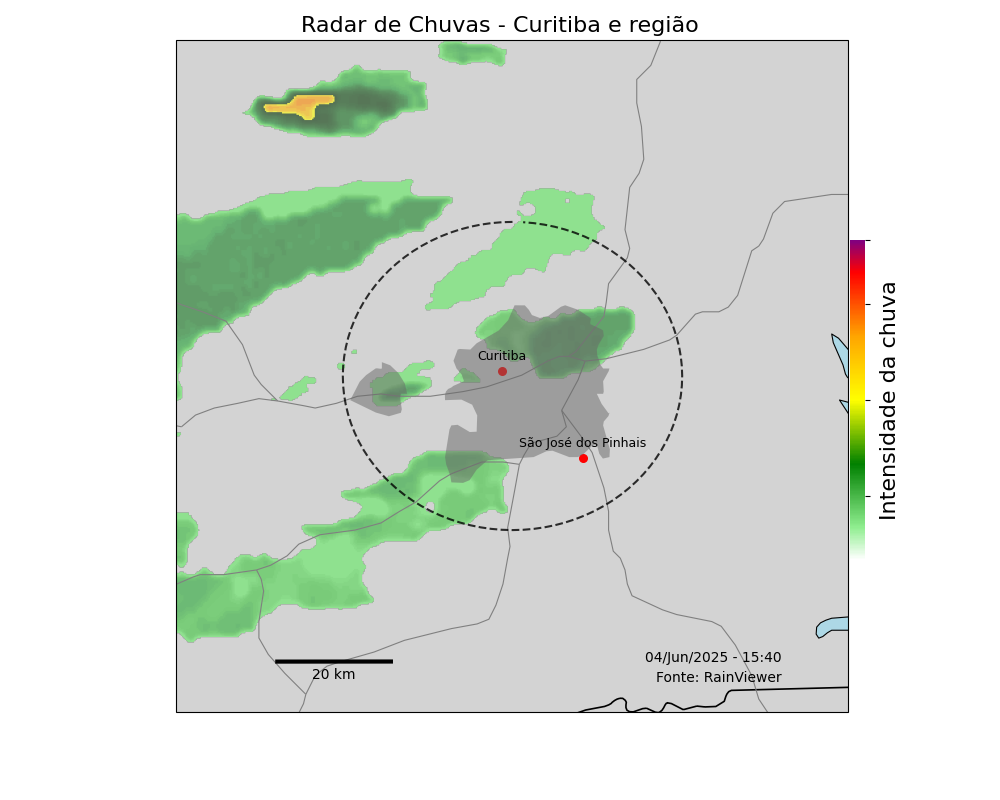 Radar de Chuvas - Curitiba e região
Intensidade da chuva
Curitiba
São José dos Pinhais
20 km
04/Jun/2025 - 15:40
Fonte: RainViewer